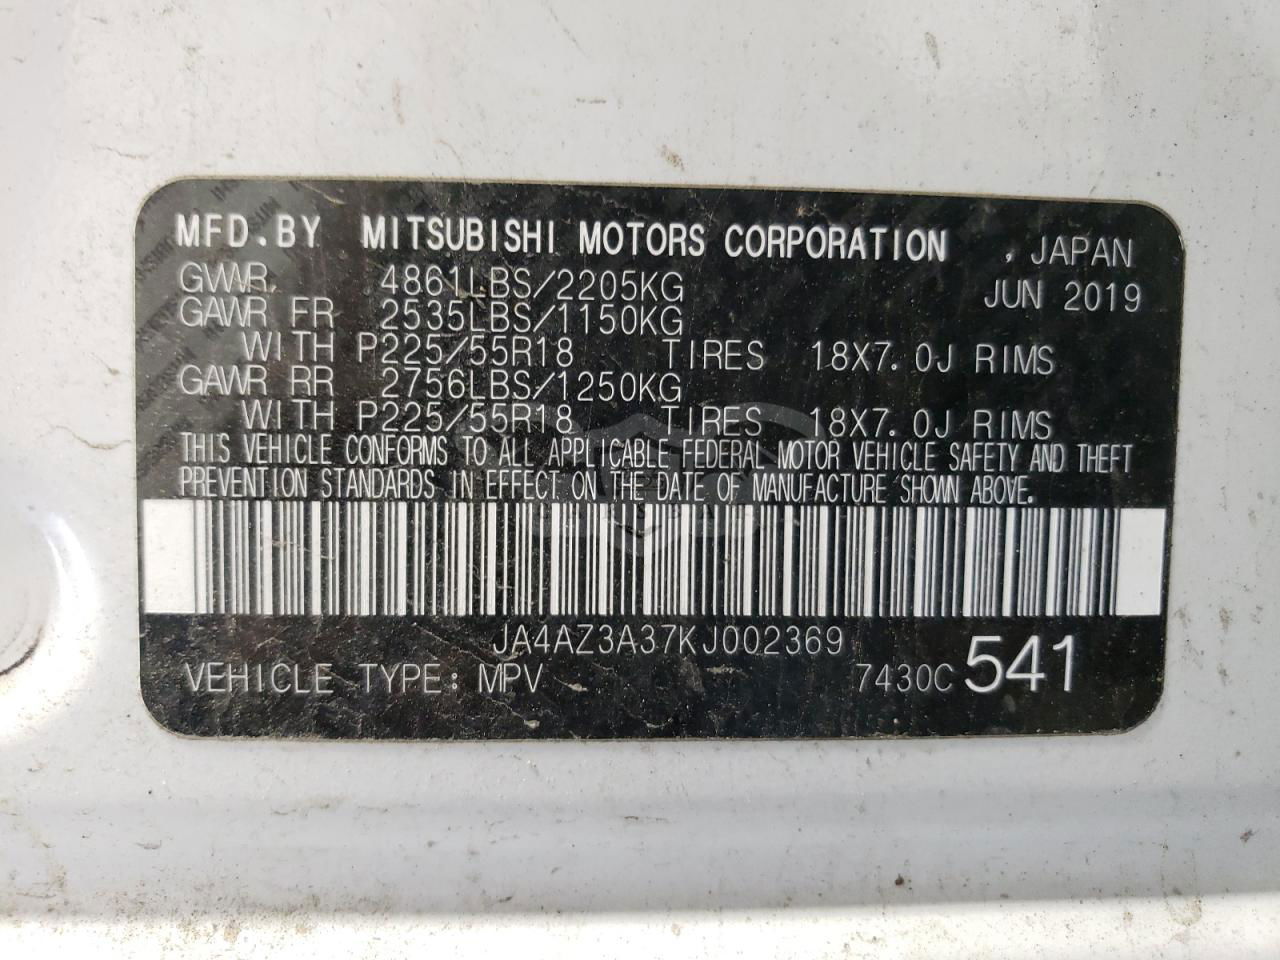 MFD.BY MITSUBISHI MOTORS CORPORATION , JAPAN
GVWR 4861LBS/2205KG JUN 2019
GAWR FR 2535LBS/1150KG
WITH P225/55R18 TIRES 18X7.0J RIMS
GAWR RR 2756LBS/1250KG
WITH P225/55R18 TIRES 18X7.0J RIMS
THIS VEHICLE CONFORMS TO ALL APPLICABLE FEDERAL MOTOR VEHICLE SAFETY AND THEFT
PREVENTION STANDARDS IN EFFECT ON THE DATE OF MANUFACTURE SHOWN ABOVE.
JA4AZ3A37KJ002369
VEHICLE TYPE: MPV 7430C 541